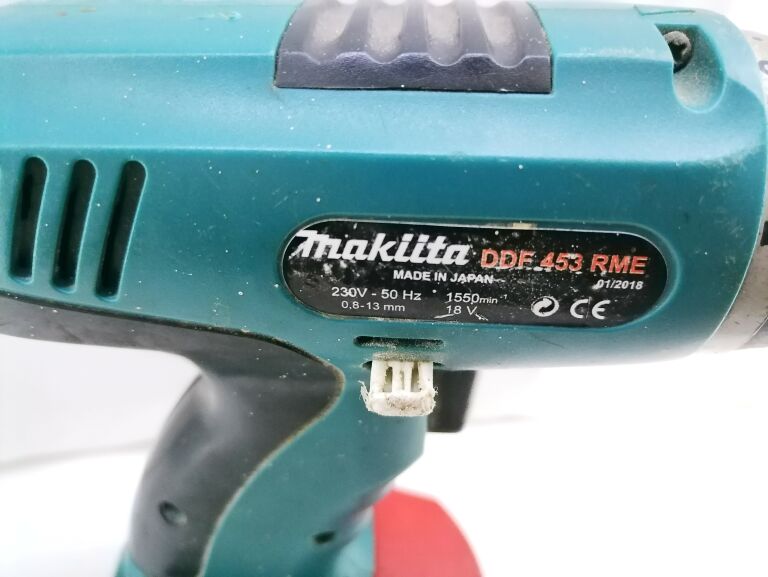 makiita DDF 453 RME
MADE IN JAPAN 01/2018
230V - 50 Hz 1550min⁻¹
0,8-13 mm 18 V
CE